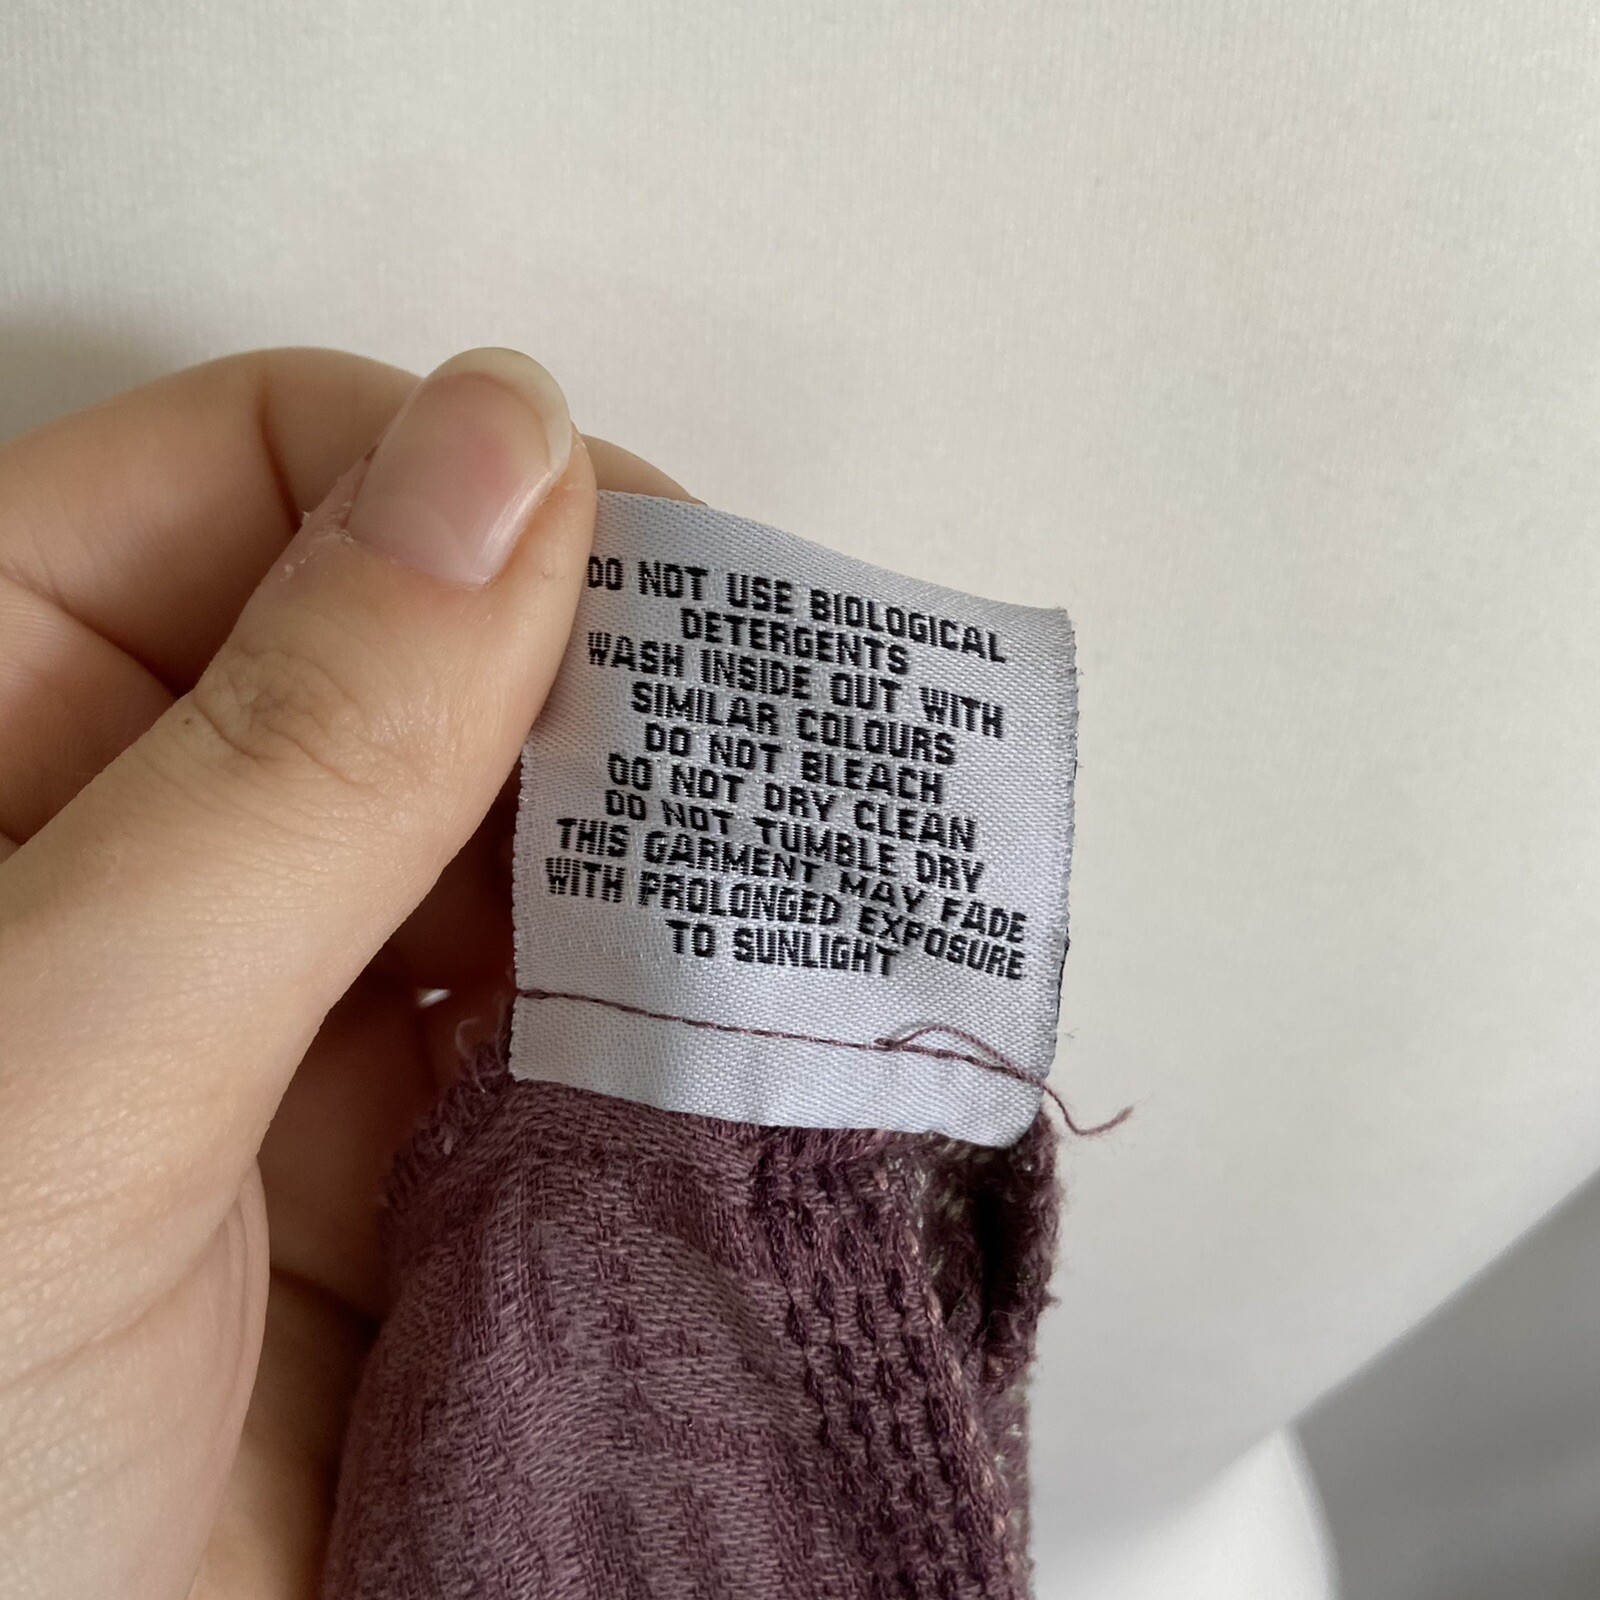 DO NOT USE BIOLOGICAL
DETERGENTS
WASH INSIDE OUT WITH
SIMILAR COLOURS
DO NOT BLEACH
DO NOT DRY CLEAN
DO NOT TUMBLE DRY
THIS GARMENT MAY FADE
WITH PROLONGED EXPOSURE
TO SUNLIGHT